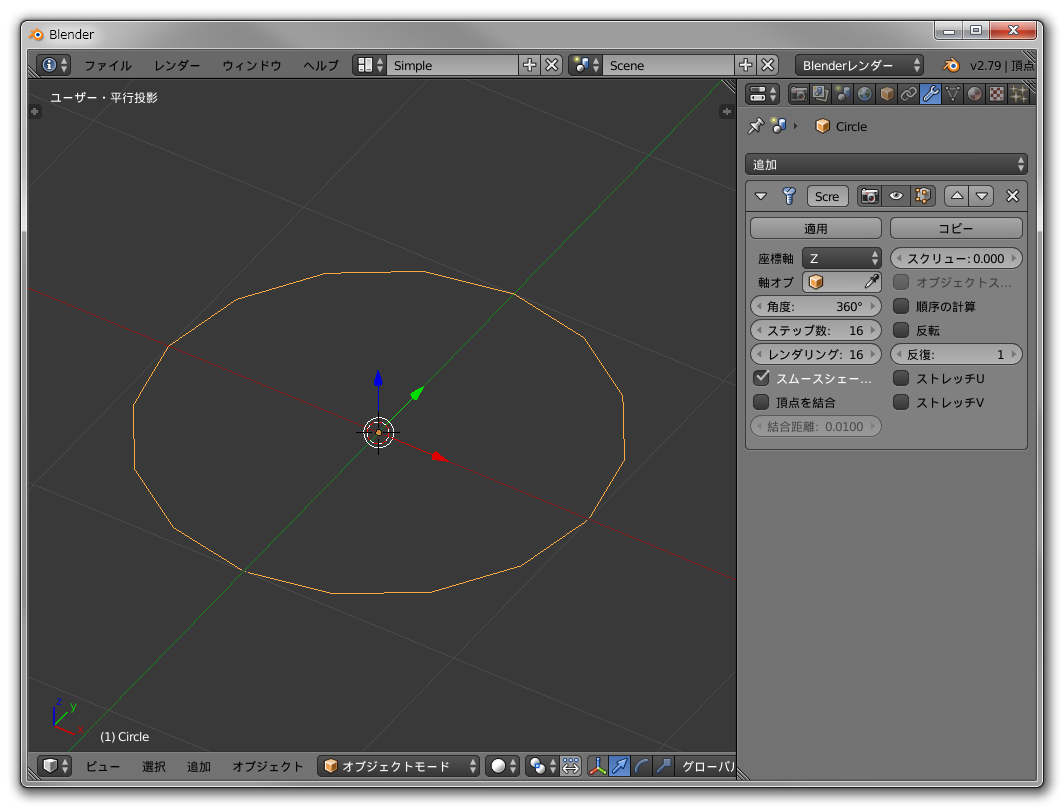 Blender
ファイル レンダー ウィンドウ ヘルプ Simple Scene Blenderレンダー v2.79 | 頂点
ユーザー・平行投影
Circle
追加
Scre
適用 コピー
座標軸 Z スクリュー: 0.000
軸オブ オブジェクトス...
角度: 360° 順序の計算
ステップ数: 16 反転
レンダリング: 16 反復: 1
スムースシェー... ストレッチU
頂点を結合 ストレッチV
結合距離: 0.0100
z
y
x
(1) Circle
ビュー 選択 追加 オブジェクト オブジェクトモード グローバル